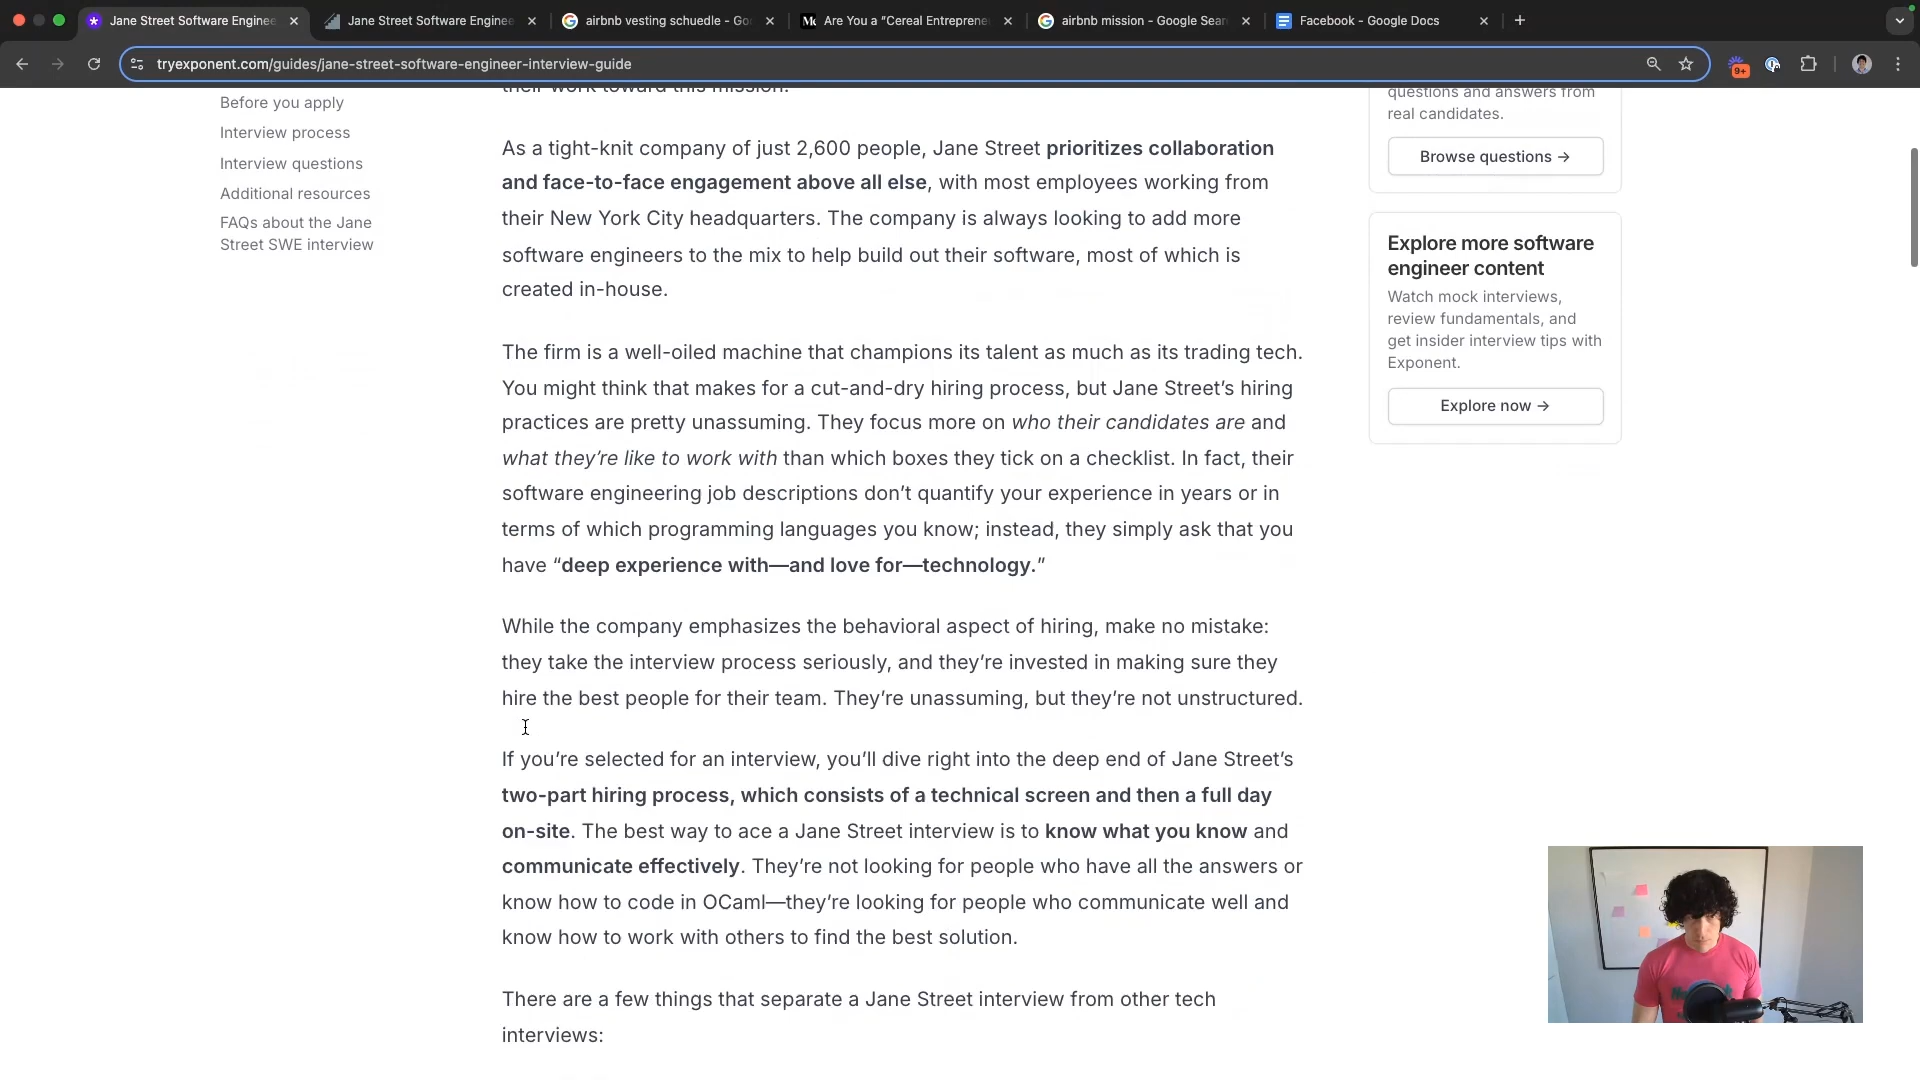 Jane Street Software Enginee
Jane Street Software Enginee
airbnb vesting schuedle - Goo
Are You a "Cereal Entreprene
airbnb mission - Google Sear
Facebook - Google Docs
tryexponent.com/guides/jane-street-software-engineer-interview-guide
9+
Before you apply
Interview process
Interview questions
Additional resources
FAQs about the Jane
Street SWE interview
their work toward this mission.
As a tight-knit company of just 2,600 people, Jane Street prioritizes collaboration
and face-to-face engagement above all else, with most employees working from
their New York City headquarters. The company is always looking to add more
software engineers to the mix to help build out their software, most of which is
created in-house.
The firm is a well-oiled machine that champions its talent as much as its trading tech.
You might think that makes for a cut-and-dry hiring process, but Jane Street’s hiring
practices are pretty unassuming. They focus more on who their candidates are and
what they’re like to work with than which boxes they tick on a checklist. In fact, their
software engineering job descriptions don’t quantify your experience in years or in
terms of which programming languages you know; instead, they simply ask that you
have “deep experience with—and love for—technology.”
While the company emphasizes the behavioral aspect of hiring, make no mistake:
they take the interview process seriously, and they’re invested in making sure they
hire the best people for their team. They’re unassuming, but they’re not unstructured.
If you’re selected for an interview, you’ll dive right into the deep end of Jane Street’s
two-part hiring process, which consists of a technical screen and then a full day
on-site. The best way to ace a Jane Street interview is to know what you know and
communicate effectively. They’re not looking for people who have all the answers or
know how to code in OCaml—they’re looking for people who communicate well and
know how to work with others to find the best solution.
There are a few things that separate a Jane Street interview from other tech
interviews:
questions and answers from
real candidates.
Browse questions →
Explore more software
engineer content
Watch mock interviews,
review fundamentals, and
get insider interview tips with
Exponent.
Explore now →